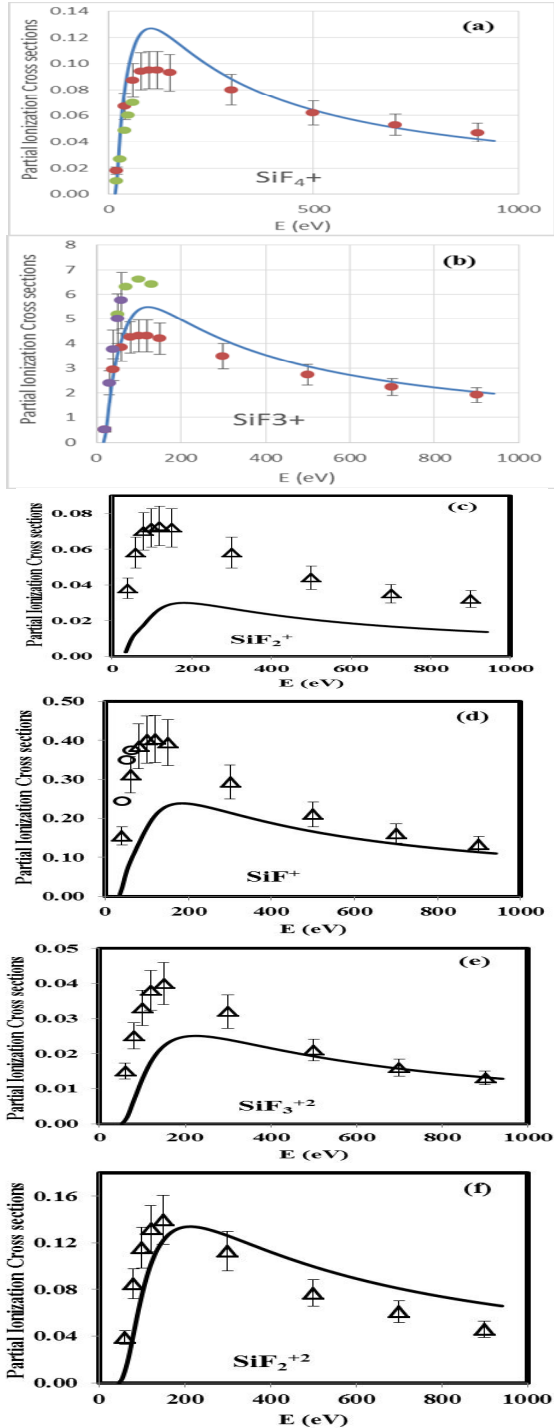 (a)
Partial Ionization Cross sections
0.14
0.12
0.10
0.08
0.06
0.04
0.02
0.00
SiF₄+
0 500 1000
E (eV)
(b)
Partial Ionization Cross sections
8
7
6
5
4
3
2
1
0
SiF3+
0 200 400 600 800 1000
E (eV)
(c)
Partial Ionization Cross sections
0.08
0.06
0.04
0.02
0.00
SiF₂⁺
0 200 400 600 800 1000
E (eV)
(d)
Partial Ionization Cross sections
0.50
0.40
0.30
0.20
0.10
0.00
SiF⁺
0 200 400 600 800 1000
E (eV)
(e)
Partial Ionization Cross sections
0.05
0.04
0.03
0.02
0.01
0.00
SiF₃⁺²
0 200 400 600 800 1000
E (eV)
(f)
Partial Ionization Cross sections
0.16
0.12
0.08
0.04
0.00
SiF₂⁺²
0 200 400 600 800 1000
E (eV)